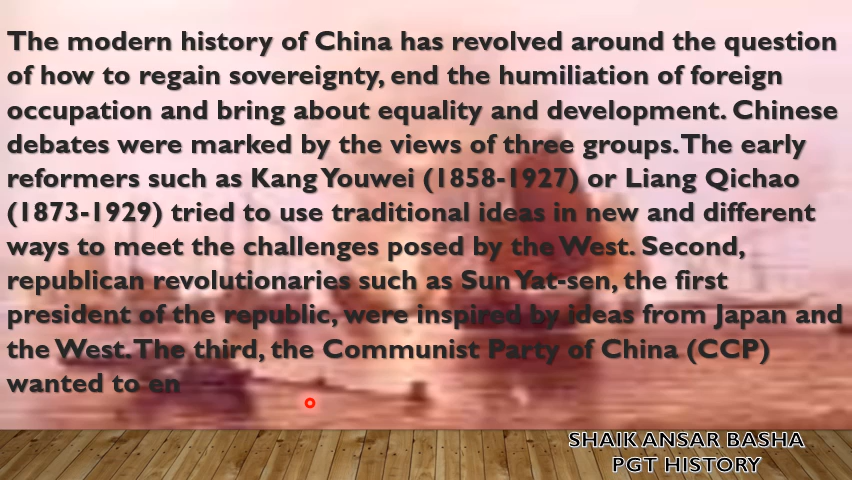 The modern history of China has revolved around the question
of how to regain sovereignty, end the humiliation of foreign
occupation and bring about equality and development. Chinese
debates were marked by the views of three groups. The early
reformers such as Kang Youwei (1858-1927) or Liang Qichao
(1873-1929) tried to use traditional ideas in new and different
ways to meet the challenges posed by the West. Second,
republican revolutionaries such as Sun Yat-sen, the first
president of the republic, were inspired by ideas from Japan and
the West. The third, the Communist Party of China (CCP)
wanted to en
SHAIK ANSAR BASHA
PGT HISTORY